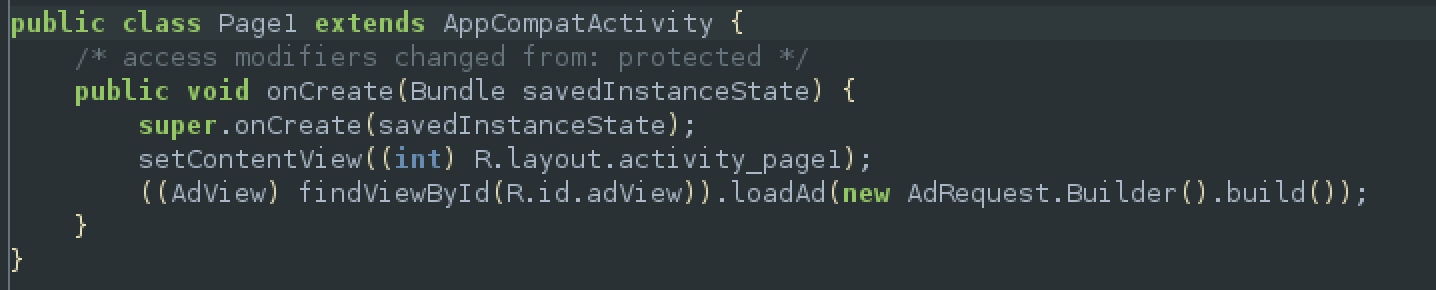 public class Page1 extends AppCompatActivity {
/* access modifiers changed from: protected */
public void onCreate(Bundle savedInstanceState) {
super.onCreate(savedInstanceState);
setContentView((int) R.layout.activity_page1);
((AdView) findViewById(R.id.adView)).loadAd(new AdRequest.Builder().build());
}
}